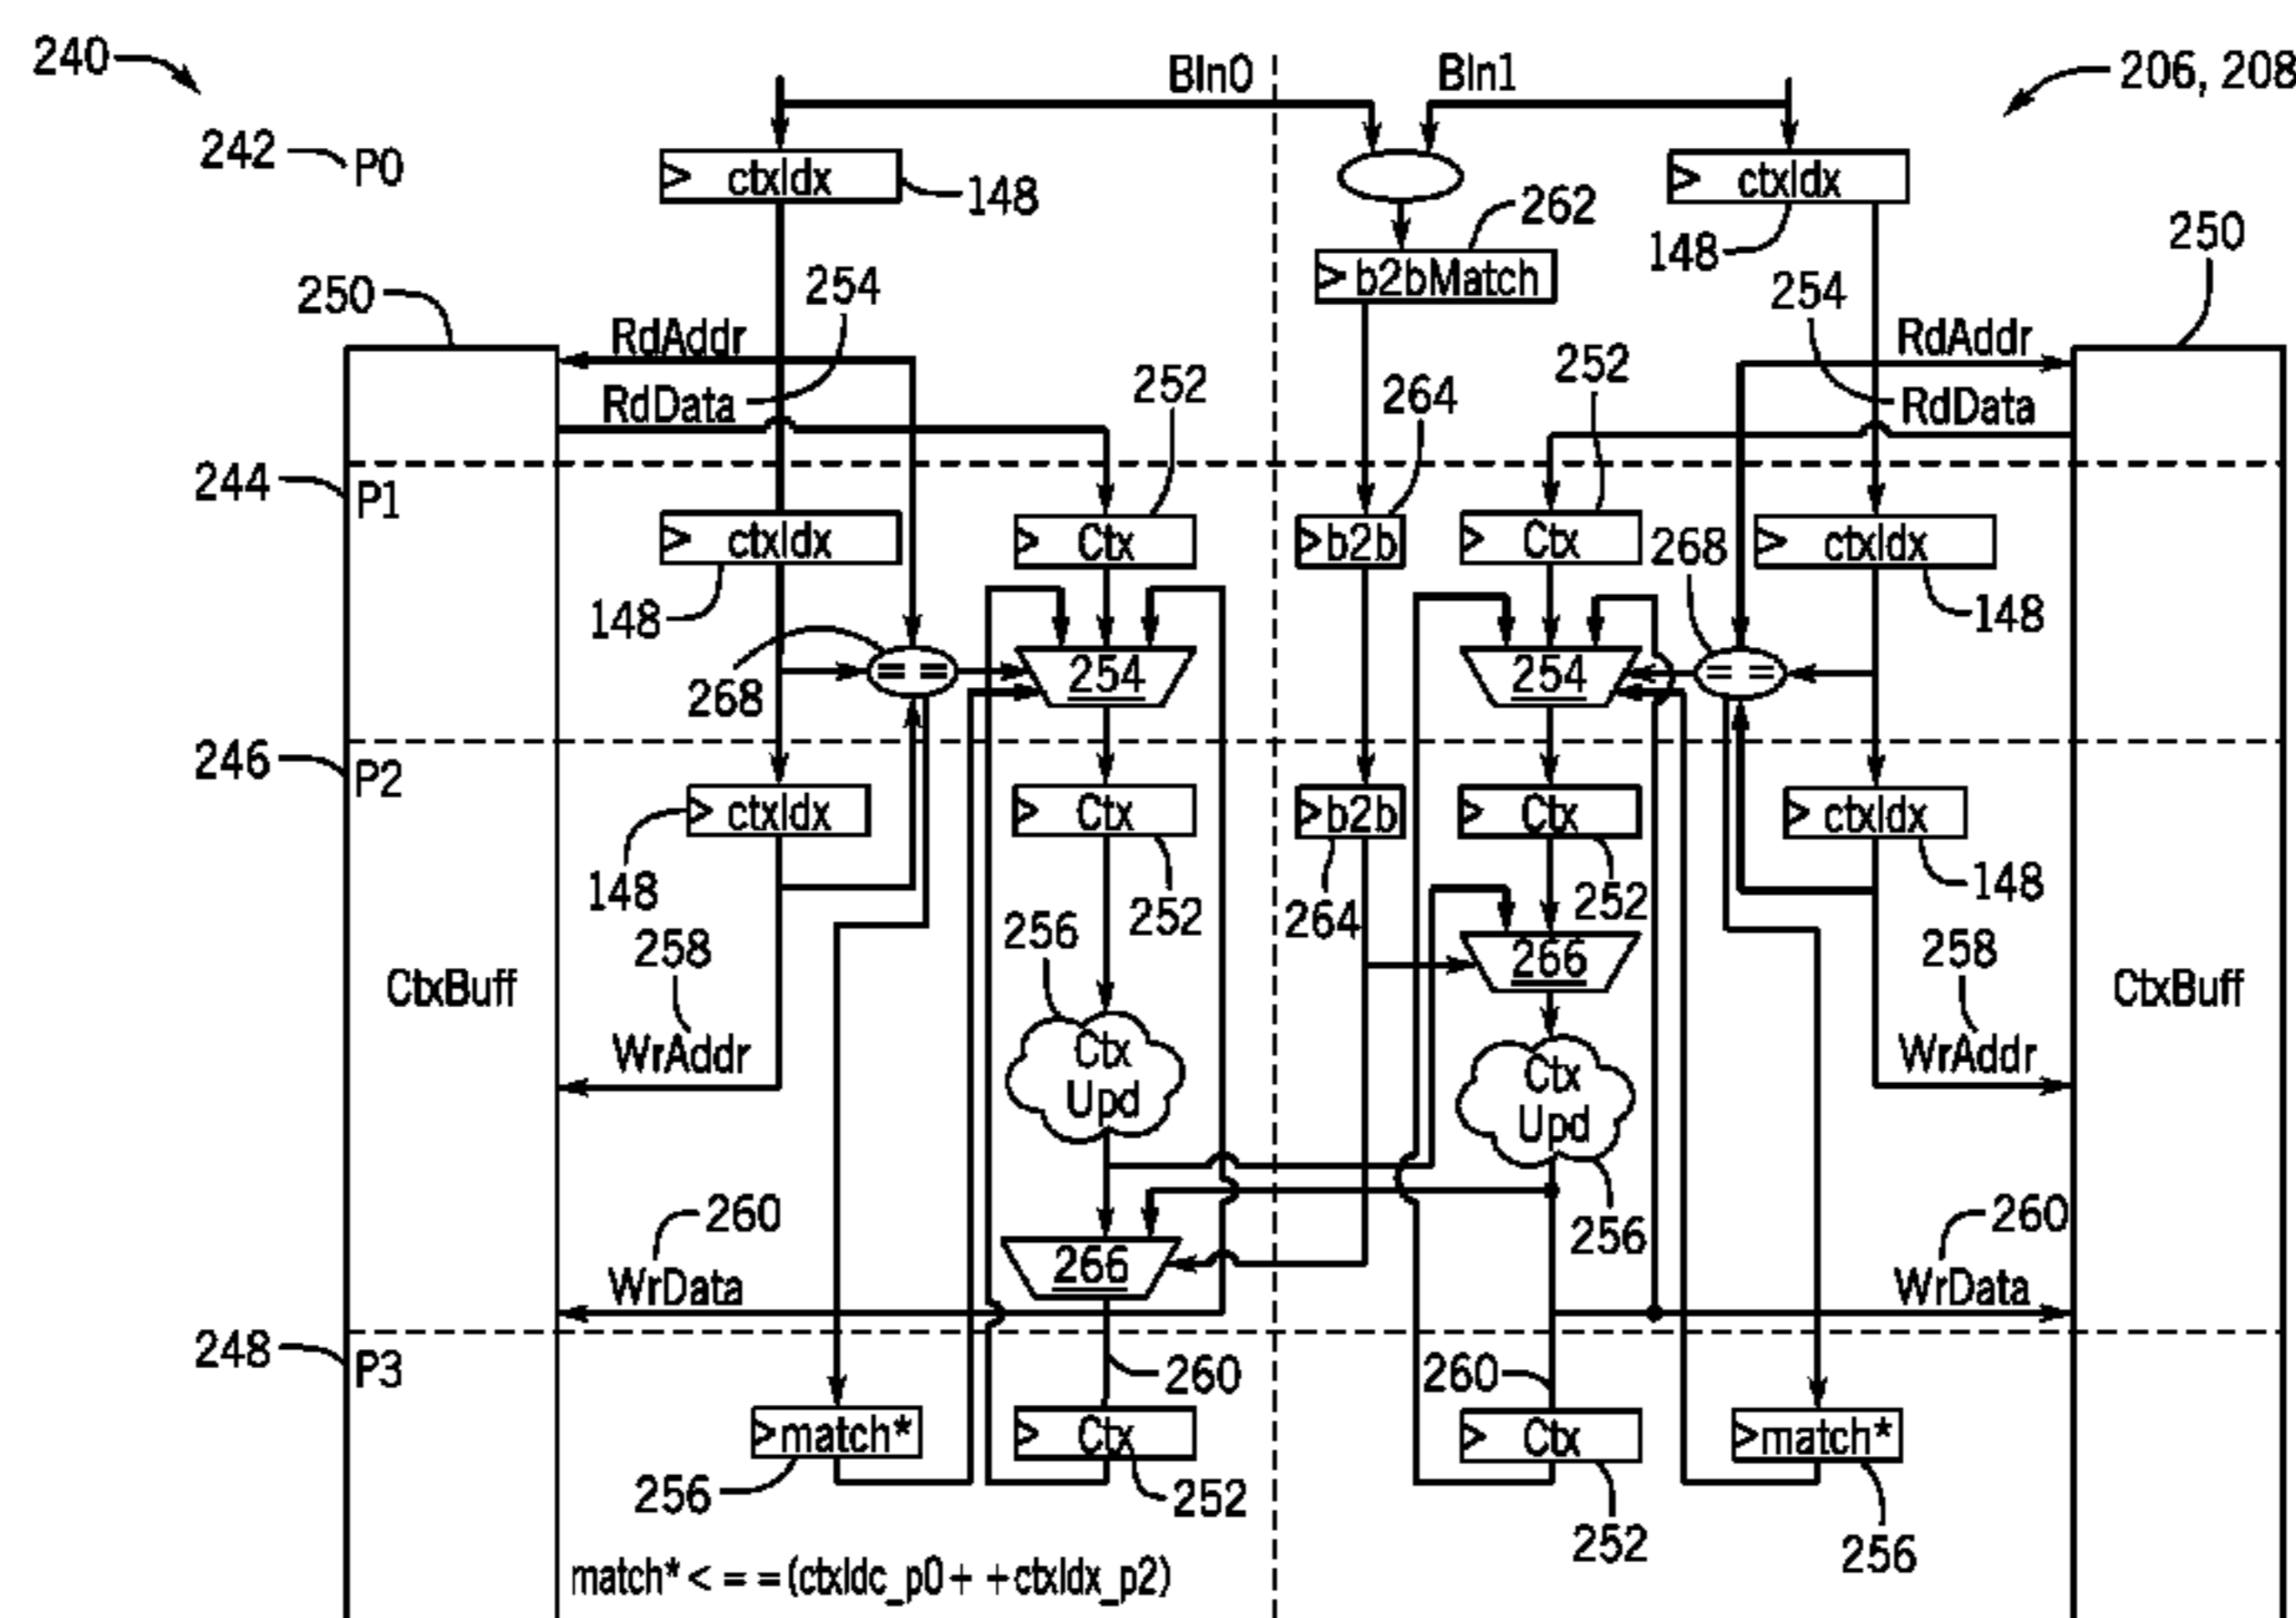 240
BIn0
BIn1
206, 208
242
P0
> ctxIdx
148
262
> ctxIdx
148
250
250
254
> b2bMatch
254
RdAddr
RdAddr
RdData
252
264
252
RdData
244
P1
> ctxIdx
> Ctx
> b2b
> Ctx
268
> ctxIdx
148
148
268
= =
254
254
= =
246
P2
> ctxIdx
> Ctx
> b2b
> Ctx
> ctxIdx
148
252
264
252
148
258
256
266
258
CtxBuff
CtxBuff
WrAddr
Ctx
Upd
Ctx
Upd
WrAddr
260
256
260
WrData
266
WrData
248
P3
260
260
>match*
> Ctx
> Ctx
>match*
256
252
252
256
match* < = = (ctxIdc_p0 + +ctxIdx_p2)